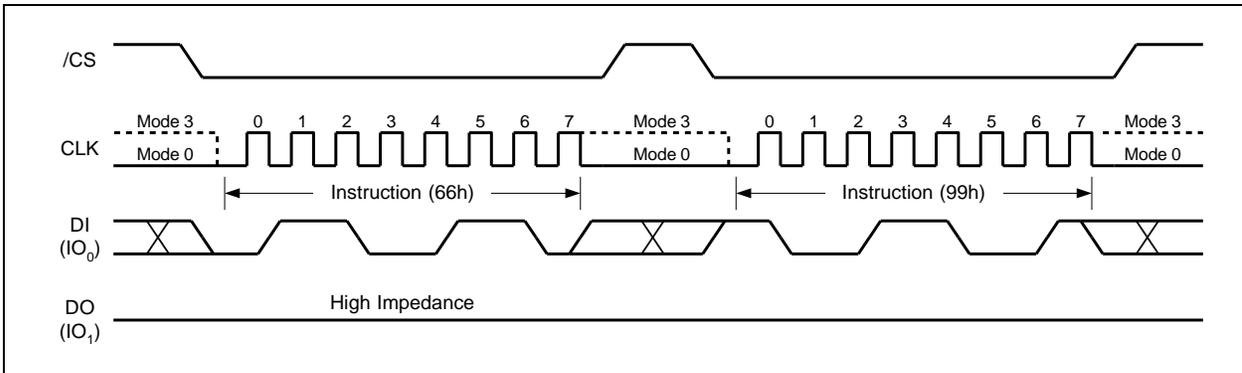 /CS
Mode 3 0 1 2 3 4 5 6 7 Mode 3 0 1 2 3 4 5 6 7 Mode 3
CLK
Mode 0 Mode 0 Mode 0
Instruction (66h) Instruction (99h)
DI
(IO0)
High Impedance
DO
(IO1)